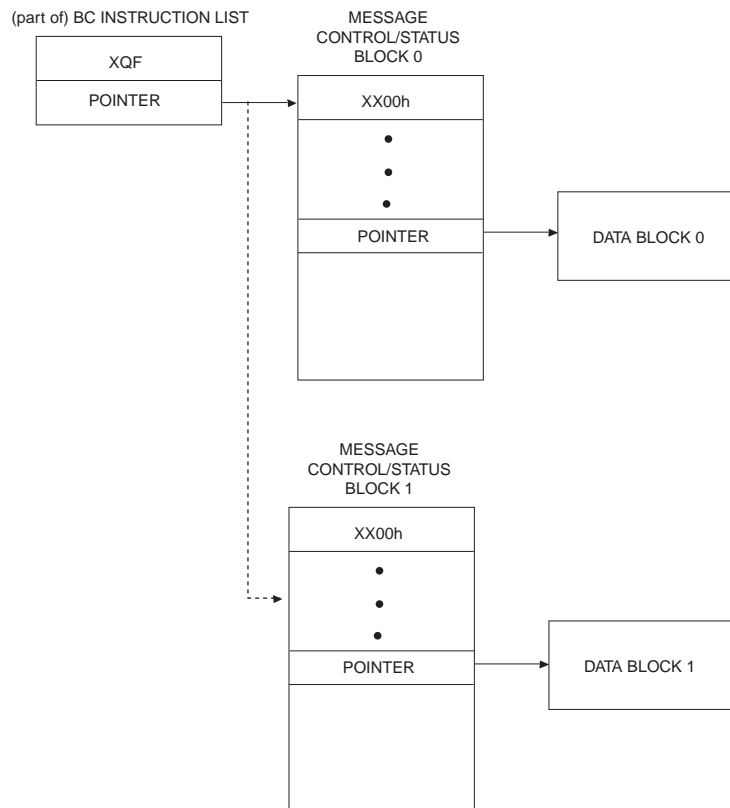 (part of) BC INSTRUCTION LIST
XQF
POINTER
MESSAGE
CONTROL/STATUS
BLOCK 0
XX00h
POINTER
DATA BLOCK 0
MESSAGE
CONTROL/STATUS
BLOCK 1
XX00h
POINTER
DATA BLOCK 1